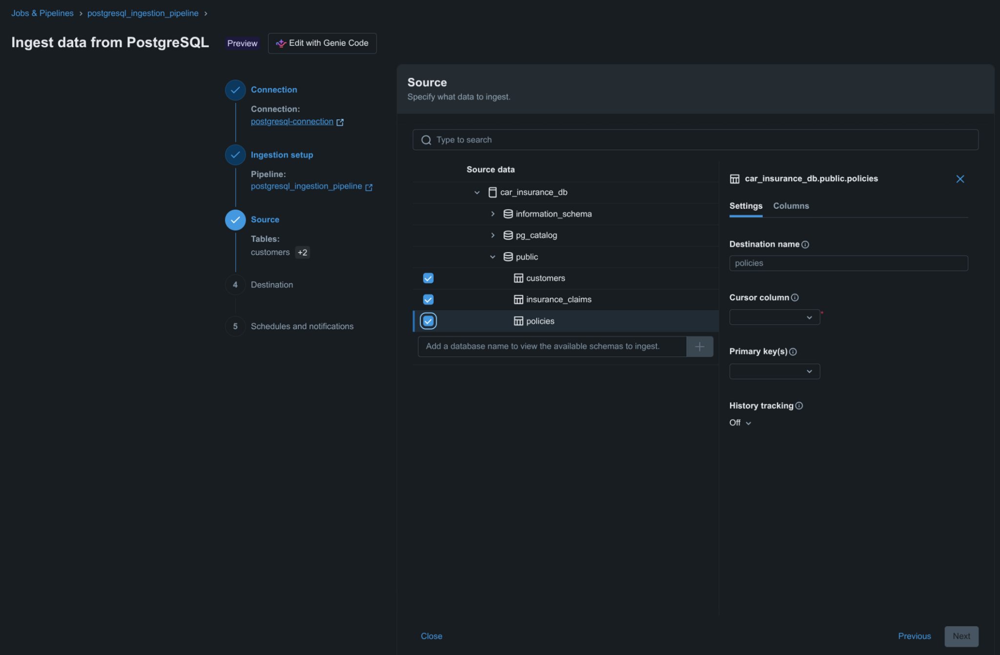 Jobs & Pipelines › postgresql_ingestion_pipeline ›
Ingest data from PostgreSQL Preview Edit with Genie Code
Connection
Connection:
postgresql-connection
Ingestion setup
Pipeline:
postgresql_ingestion_pipeline
Source
Tables:
customers +2
4 Destination
5 Schedules and notifications
Source
Specify what data to ingest.
Type to search
Source data
car_insurance_db
information_schema
pg_catalog
public
customers
insurance_claims
policies
Add a database name to view the available schemas to ingest.
car_insurance_db.public.policies
Settings Columns
Destination name
policies
Cursor column
*
Primary key(s)
History tracking
Off
Close
Previous Next